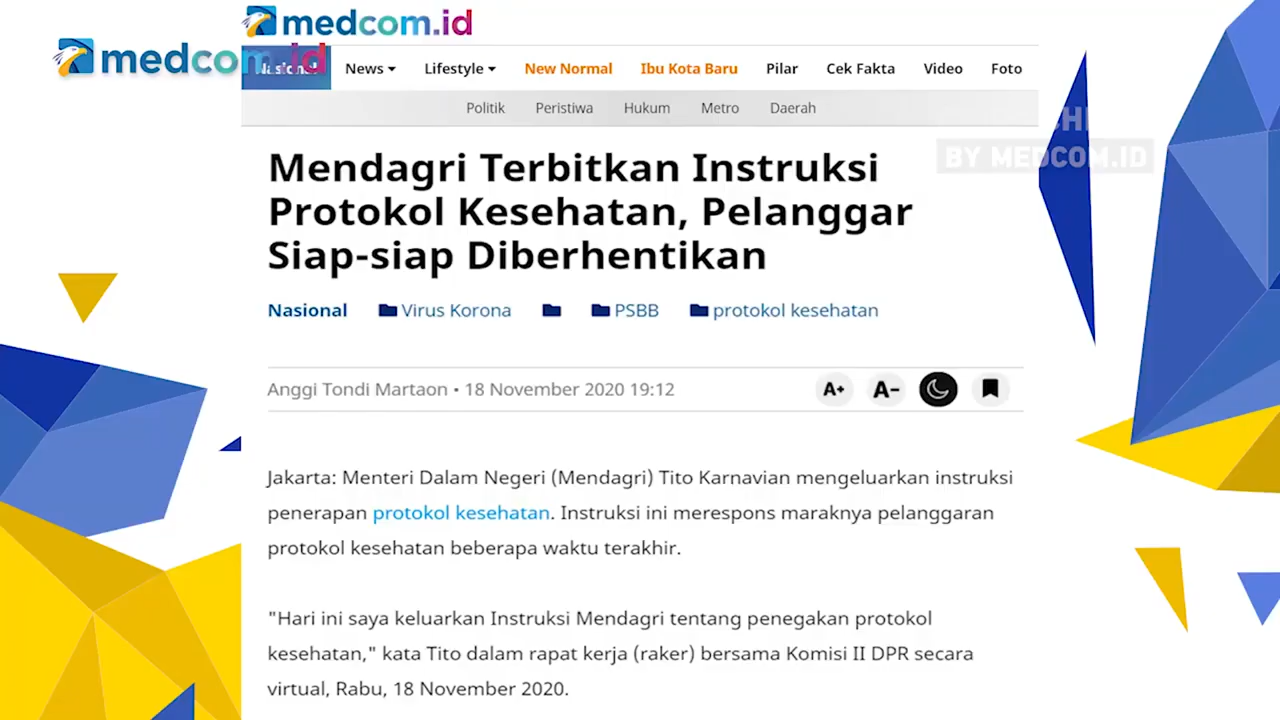 medcom.id
medcom.id
Nasional News Lifestyle New Normal Ibu Kota Baru Pilar Cek Fakta Video Foto
Politik Peristiwa Hukum Metro Daerah
BY MEDCOM.ID
Mendagri Terbitkan Instruksi
Protokol Kesehatan, Pelanggar
Siap-siap Diberhentikan
Nasional Virus Korona PSBB protokol kesehatan
Anggi Tondi Martaon • 18 November 2020 19:12
A+ A-
Jakarta: Menteri Dalam Negeri (Mendagri) Tito Karnavian mengeluarkan instruksi
penerapan protokol kesehatan. Instruksi ini merespons maraknya pelanggaran
protokol kesehatan beberapa waktu terakhir.
"Hari ini saya keluarkan Instruksi Mendagri tentang penegakan protokol
kesehatan," kata Tito dalam rapat kerja (raker) bersama Komisi II DPR secara
virtual, Rabu, 18 November 2020.